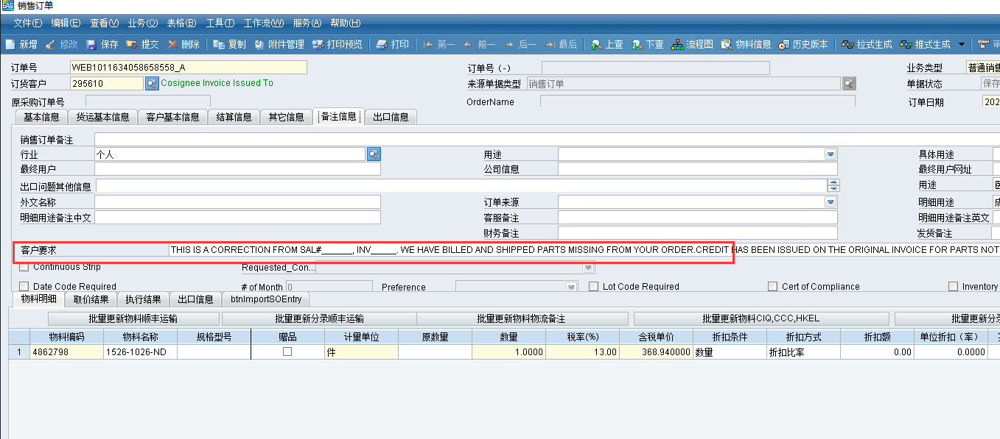 EAS 销售订单
文件(F) 编辑(E) 查看(V) 业务(O) 表格(B) 工具(T) 工作流(W) 服务(A) 帮助(H)
新增 修改 保存 提交 删除 复制 附件管理 打印预览 打印 第一 前一 后一 最后 上查 下查 流程图 物料信息 历史版本 拉式生成 推式生成
订单号 WEB1011634058658558_A 订单号（-） 业务类型 普通销售
订货客户 295610 Cosignee Invoice Issued To 来源单据类型 销售订单 单据状态 保存
原采购订单号 OrderName 订单日期 202
基本信息 货运基本信息 客户基本信息 结算信息 其它信息 备注信息 出口信息
销售订单备注
行业 个人 用途 具体用途
最终用户 公司信息 最终用户网址
出口问题其他信息 用途
外文名称 订单来源 明细用途
明细用途备注中文 客服备注 明细用途备注英文
财务备注 发货备注
客户要求 THIS IS A CORRECTION FROM SAL#______, INV_____. WE HAVE BILLED AND SHIPPED PARTS MISSING FROM YOUR ORDER.CREDIT HAS BEEN ISSUED ON THE ORIGINAL INVOICE FOR PARTS NOT
Continuous Strip Requested_Con...
Date Code Required # of Month 0 Preference Lot Code Required Cert of Compliance Inventory
物料明细 取价结果 执行结果 出口信息 btnImportSOEntry
批量更新物料顺丰运输 批量更新分录顺丰运输 批量更新物料物流备注 批量更新物料CIQ,CCC,HKEL 批量更新分
物料编码 物料名称 规格型号 赠品 计量单位 原数量 数量 税率(%) 含税单价 折扣条件 折扣方式 折扣额 单位折扣（率）
1 4862798 1526-1026-ND 件 1.0000 13.00 368.940000 数量 折扣比率 0.00 0.0000